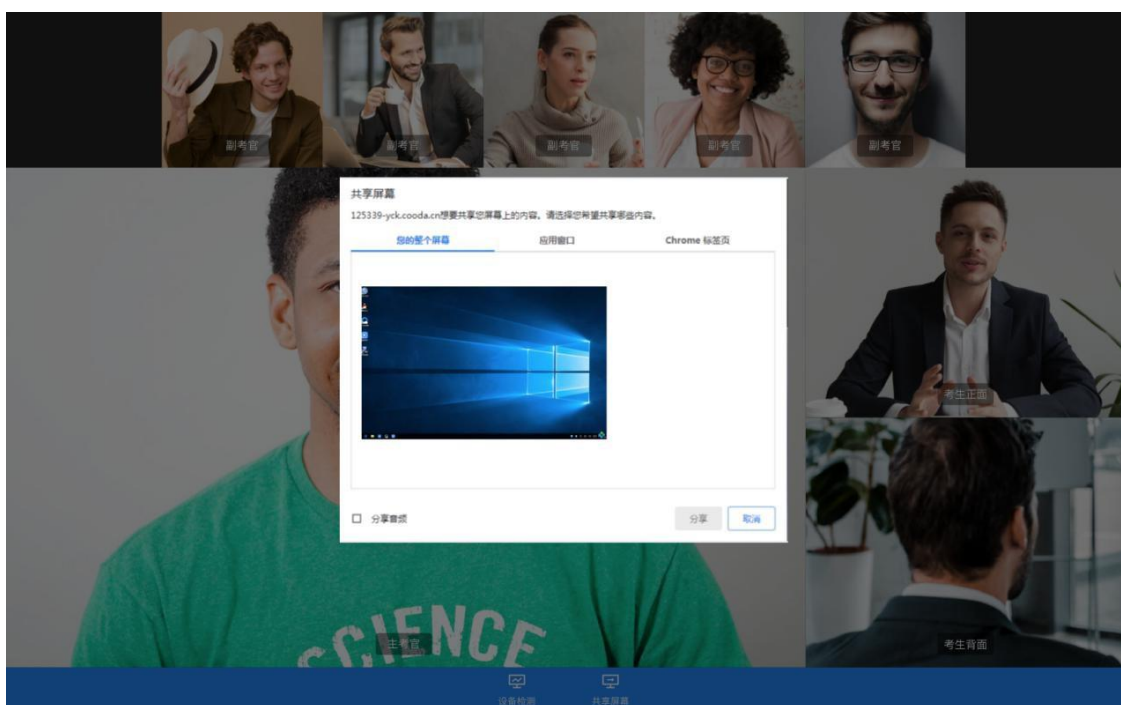 副考官
副考官
副考官
副考官
副考官
共享屏幕
125339-yck.cooda.cn想要共享您屏幕上的内容。请选择您希望共享哪些内容。
您的整个屏幕
应用窗口
Chrome 标签页
分享音频
分享
取消
考生正面
SCIENCE
主考官
考生背面
设备检测
共享屏幕